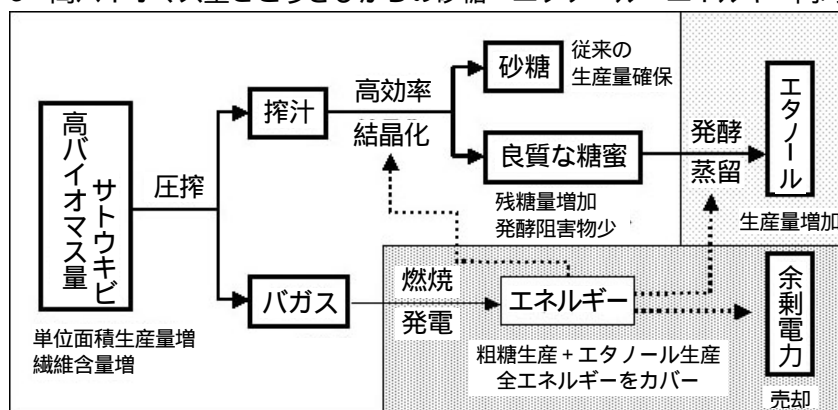 高バイオマス量
サトウキビ
単位面積生産量増
繊維含量増
圧搾
搾汁
高効率
結晶化
砂糖
従来の
生産量確保
良質な糖蜜
残糖量増加
発酵阻害物少
発酵
蒸留
エタノール
生産量増加
バガス
燃焼
発電
エネルギー
粗糖生産+エタノール生産
全エネルギーをカバー
余剰電力
売却